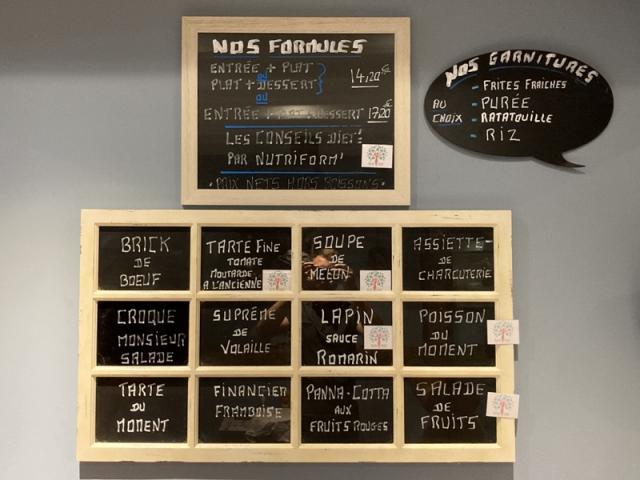 NOS FORMULES
ENTRÉE + PLAT
OU
PLAT + DESSERT
14,20€
OU
ENTRÉE + PLAT + DESSERT 17,20€
LES CONSEILS DIET:
PAR NUTRIFORM'
• PRIX NETS HORS BOISSONS •
NOS GARNITURES
AU CHOIX
- FRITES FRAICHES
- PURÉE
- RATATOUILLE
- RIZ
BRICK
DE
BOEUF
TARTE FINE
TOMATE
MOUTARDE
A L'ANCIENNE
SOUPE
DE
MELON
ASSIETTE
DE
CHARCUTERIE
CROQUE
MONSIEUR
SALADE
SUPRÊME
DE
VOLAILLE
LAPIN
SAUCE
ROMARIN
POISSON
DU
MOMENT
TARTE
DU
MOMENT
FINANCIER
FRAMBOISE
PANNA-COTTA
AUX
FRUITS ROUGES
SALADE
DE
FRUITS